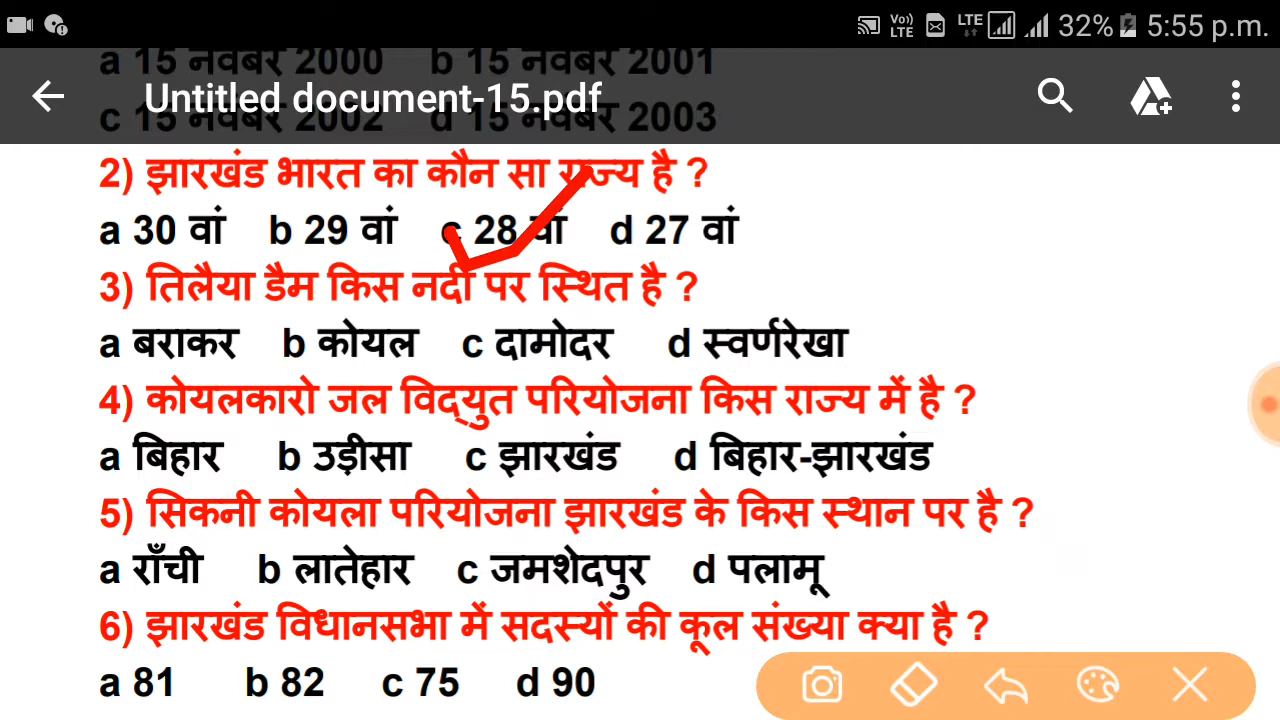 Vo)) LTE LTE 32% 5:55 p.m.
a 15 नवंबर 2000 b 15 नवंबर 2001
Untitled document-15.pdf
c 15 नवंबर 2002 d 15 नवंबर 2003
2) झारखंड भारत का कौन सा राज्य है ?
a 30 वां b 29 वां c 28 वां d 27 वां
3) तिलैया डैम किस नदी पर स्थित है ?
a बराकर b कोयल c दामोदर d स्वर्णरेखा
4) कोयलकारो जल विद्युत परियोजना किस राज्य में है ?
a बिहार b उड़ीसा c झारखंड d बिहार-झारखंड
5) सिकनी कोयला परियोजना झारखंड के किस स्थान पर है ?
a राँची b लातेहार c जमशेदपुर d पलामू
6) झारखंड विधानसभा में सदस्यों की कूल संख्या क्या है ?
a 81 b 82 c 75 d 90